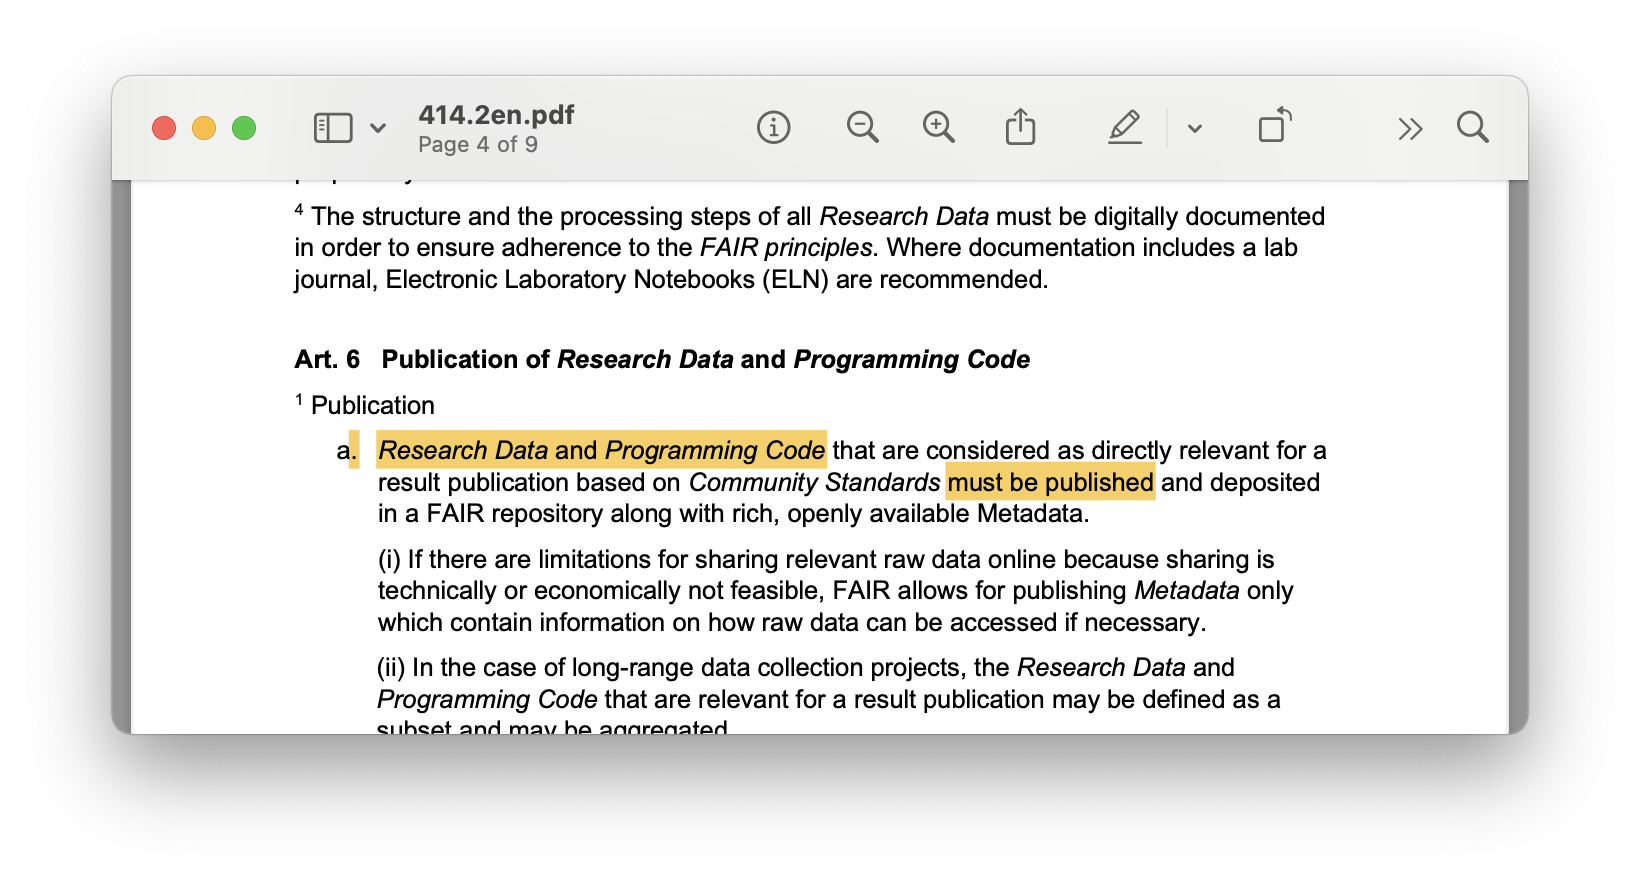 414.2en.pdf
Page 4 of 9
4 The structure and the processing steps of all Research Data must be digitally documented
in order to ensure adherence to the FAIR principles. Where documentation includes a lab
journal, Electronic Laboratory Notebooks (ELN) are recommended.
Art. 6 Publication of Research Data and Programming Code
1 Publication
a. Research Data and Programming Code that are considered as directly relevant for a
result publication based on Community Standards must be published and deposited
in a FAIR repository along with rich, openly available Metadata.
(i) If there are limitations for sharing relevant raw data online because sharing is
technically or economically not feasible, FAIR allows for publishing Metadata only
which contain information on how raw data can be accessed if necessary.
(ii) In the case of long-range data collection projects, the Research Data and
Programming Code that are relevant for a result publication may be defined as a
subset and may be aggregated